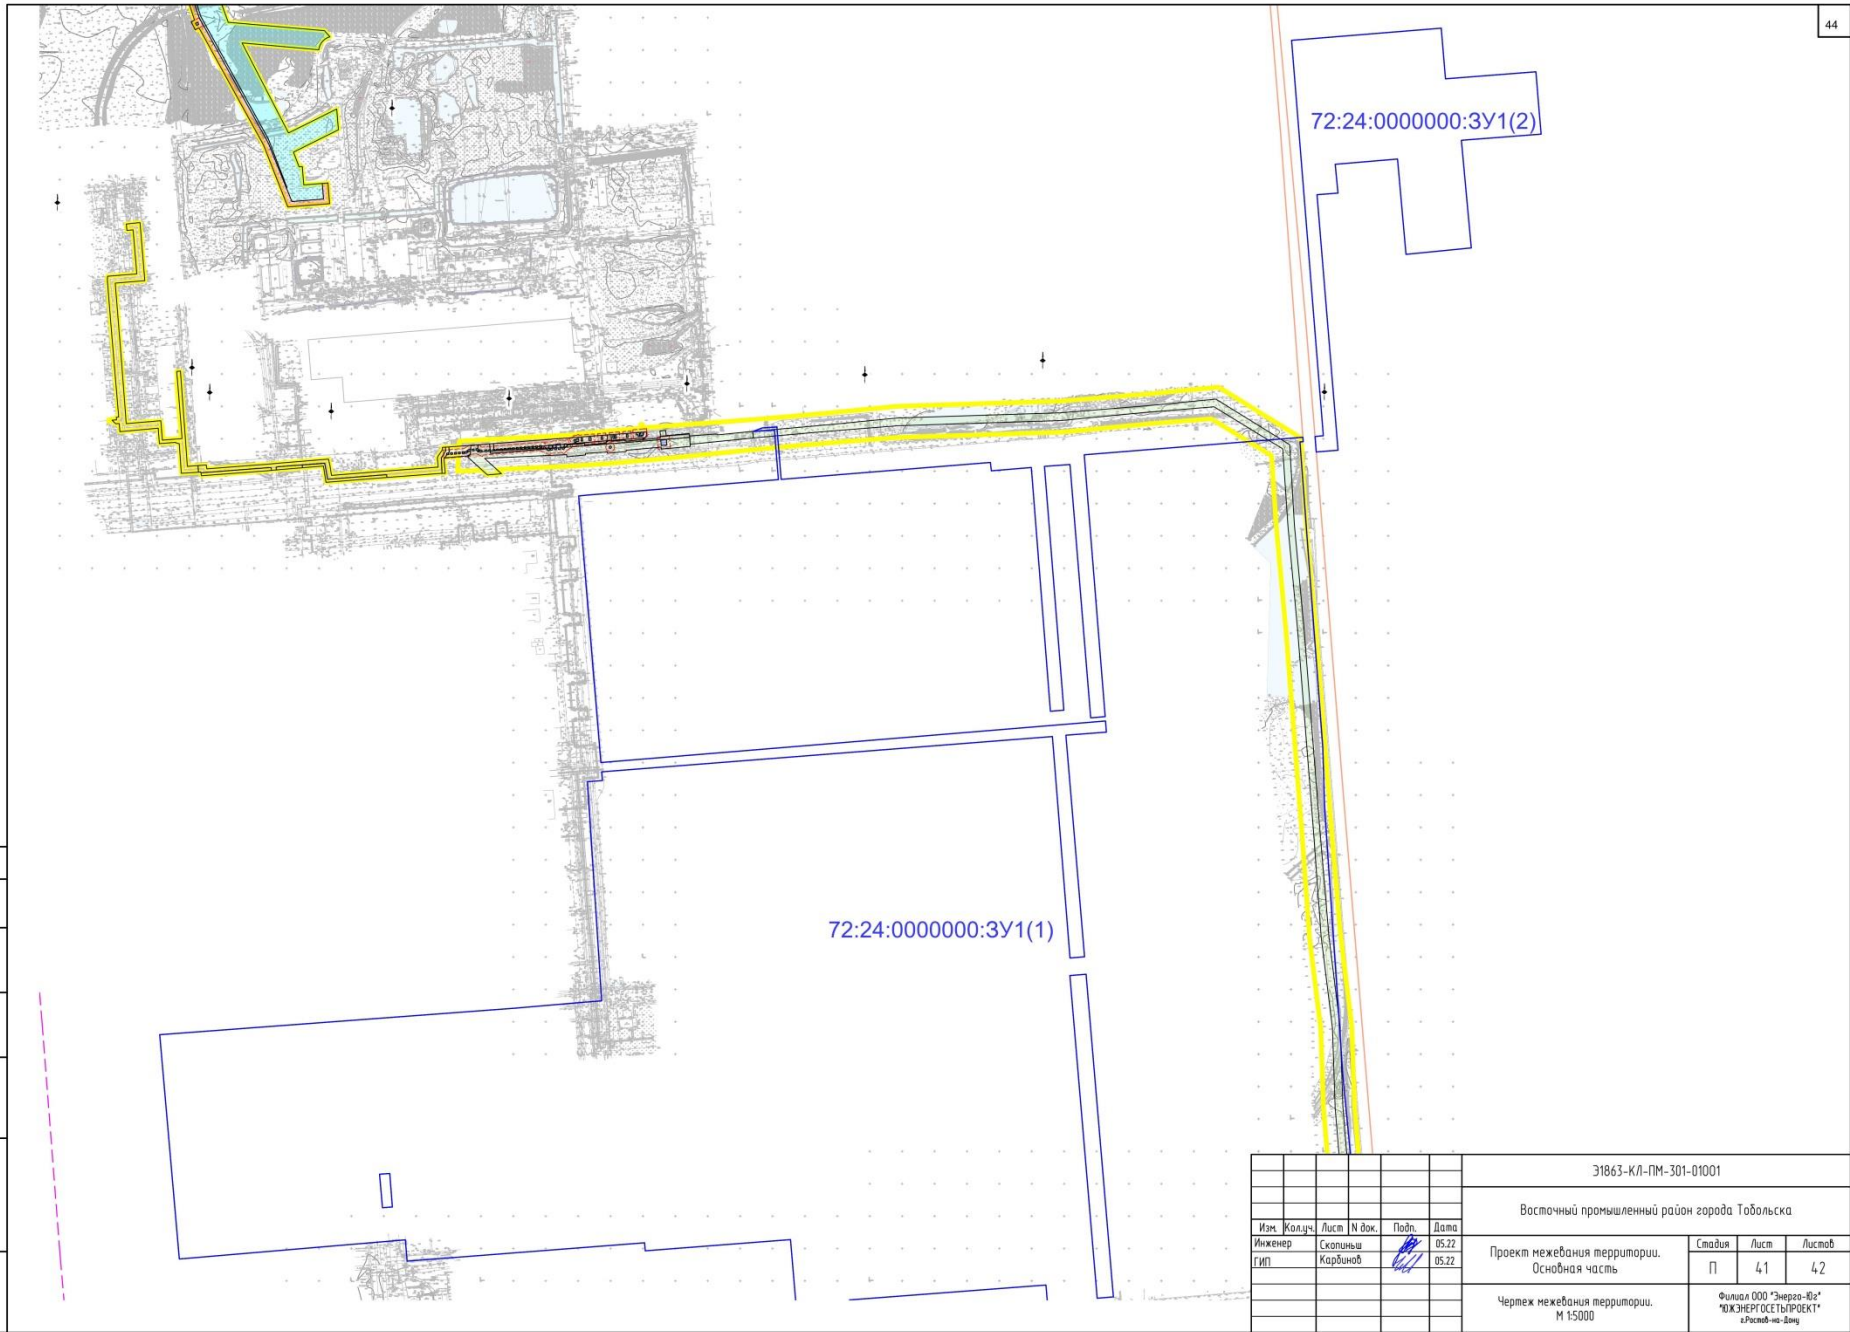 44
72:24:0000000:ЗУ1(2)
72:24:0000000:ЗУ1(1)
Э1863-КЛ-ПМ-301-01001
Восточный промышленный район города Тобольска
Изм. Кол.уч. Лист N док. Подп. Дата
Инженер Скопиньш 05.22
ГИП Карбинов 05.22
Проект межевания территории.
Основная часть
Стадия Лист Листов
П 41 42
Чертеж межевания территории.
М 1:5000
Филиал ООО "Энерго-Юг"
"ЮЖЭНЕРГОСЕТЬПРОЕКТ"
г.Ростов-на-Дону